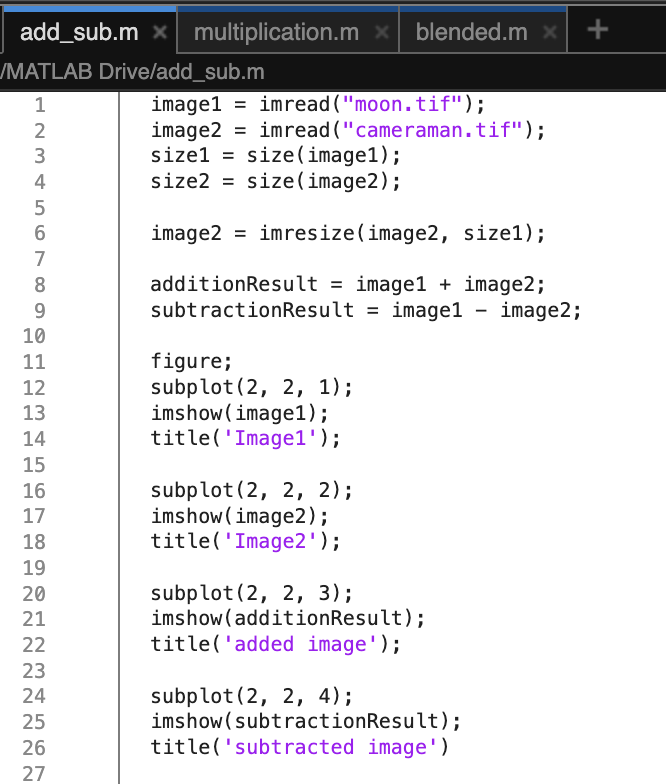 add_sub.m × multiplication.m × blended.m × +
/MATLAB Drive/add_sub.m
1 image1 = imread("moon.tif");
2 image2 = imread("cameraman.tif");
3 size1 = size(image1);
4 size2 = size(image2);
5
6 image2 = imresize(image2, size1);
7
8 additionResult = image1 + image2;
9 subtractionResult = image1 - image2;
10
11 figure;
12 subplot(2, 2, 1);
13 imshow(image1);
14 title('Image1');
15
16 subplot(2, 2, 2);
17 imshow(image2);
18 title('Image2');
19
20 subplot(2, 2, 3);
21 imshow(additionResult);
22 title('added image');
23
24 subplot(2, 2, 4);
25 imshow(subtractionResult);
26 title('subtracted image')
27